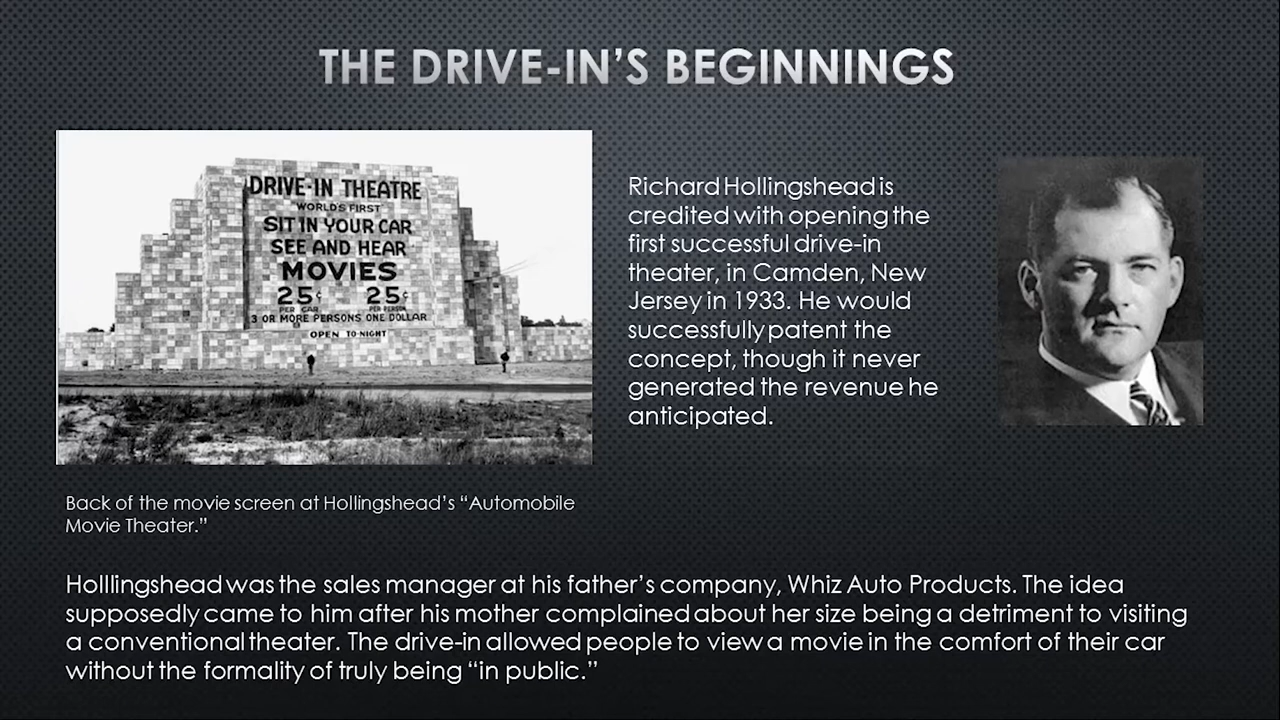 THE DRIVE-IN’S BEGINNINGS
DRIVE-IN THEATRE
WORLD'S FIRST
SIT IN YOUR CAR
SEE AND HEAR
MOVIES
25¢ 25¢
PER CAR PER PERSON
3 OR MORE PERSONS ONE DOLLAR
OPEN TO-NIGHT
Richard Hollingshead is
credited with opening the
first successful drive-in
theater, in Camden, New
Jersey in 1933. He would
successfully patent the
concept, though it never
generated the revenue he
anticipated.
Back of the movie screen at Hollingshead’s “Automobile
Movie Theater.”
Holllingshead was the sales manager at his father’s company, Whiz Auto Products. The idea
supposedly came to him after his mother complained about her size being a detriment to visiting
a conventional theater. The drive-in allowed people to view a movie in the comfort of their car
without the formality of truly being “in public.”